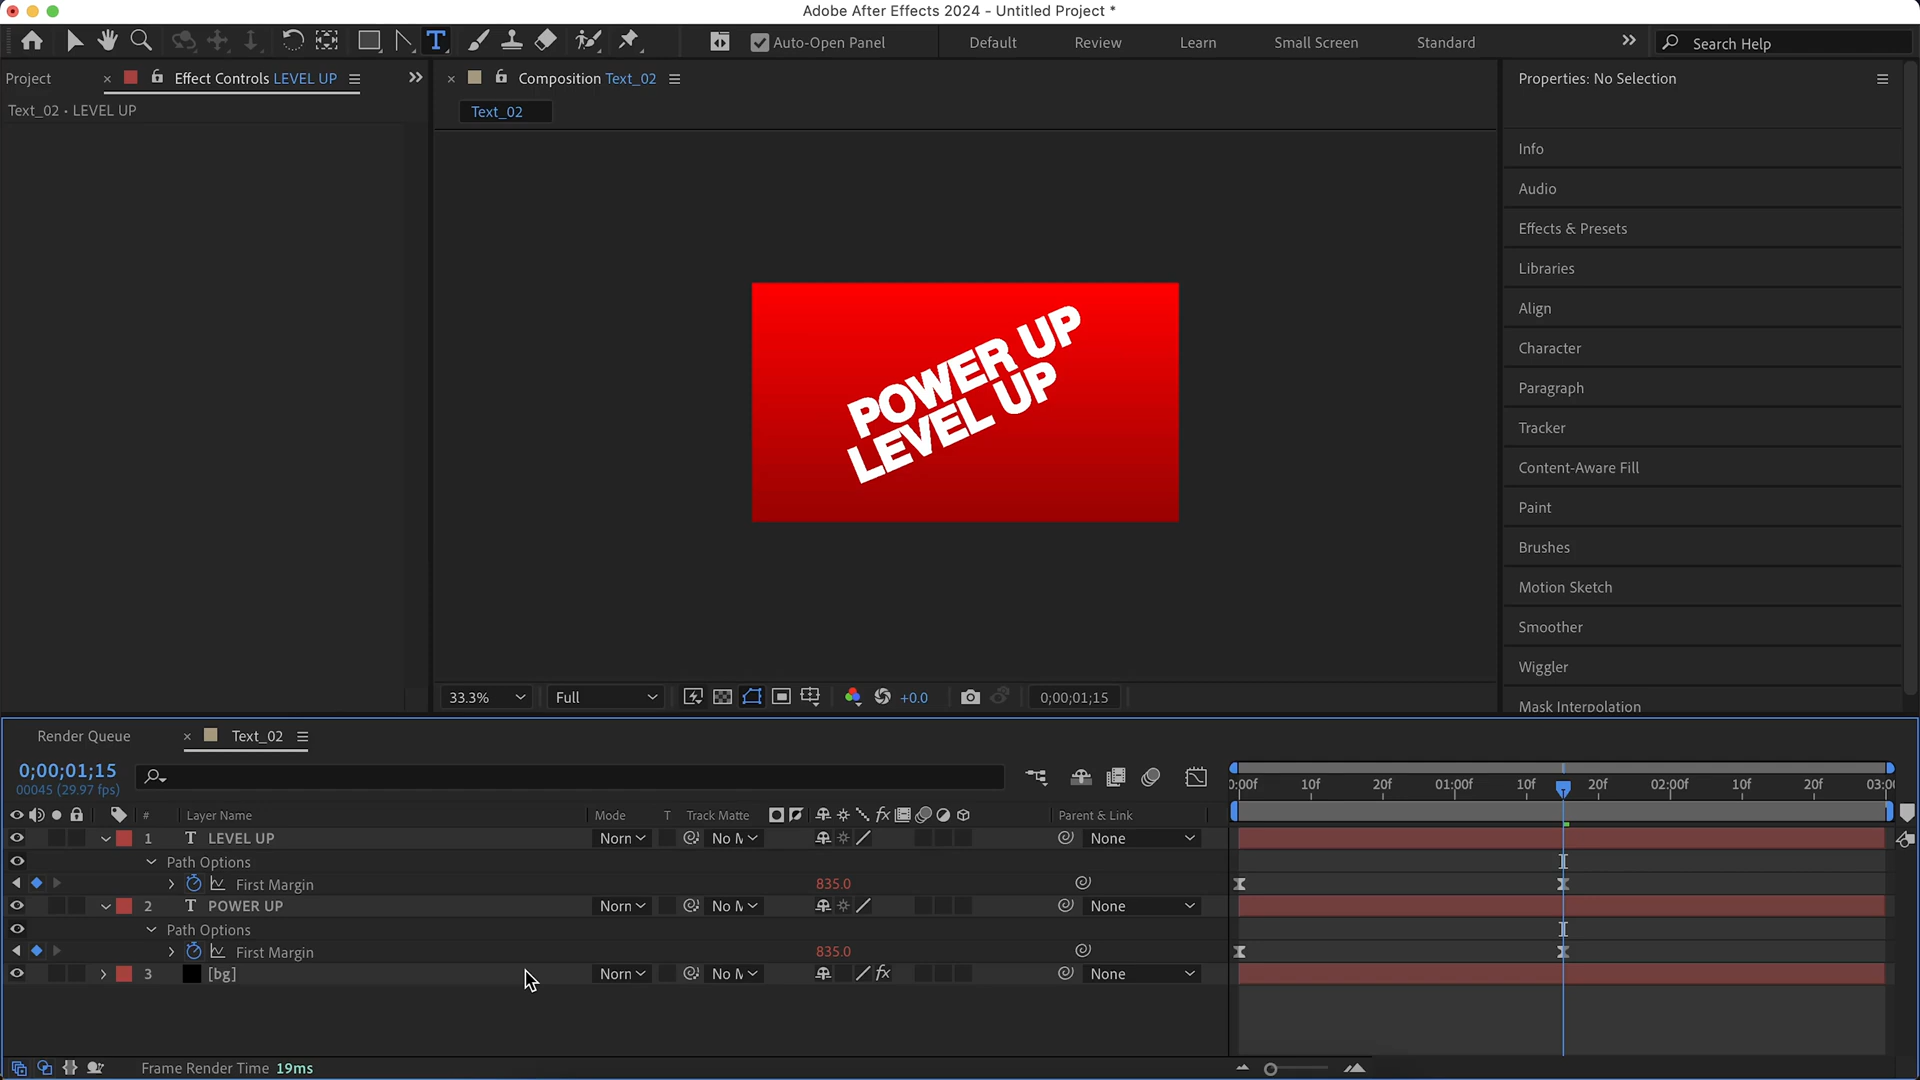 Adobe After Effects 2024 - Untitled Project *
T Auto-Open Panel Default Review Learn Small Screen Standard Search Help
Project Effect Controls LEVEL UP
Composition Text_02
Properties: No Selection
Text_02 • LEVEL UP
Text_02
Info
Audio
Effects & Presets
Libraries
Align
Character
Paragraph
Tracker
Content-Aware Fill
Paint
Brushes
Motion Sketch
Smoother
Wiggler
Mask Interpolation
POWER UP
LEVEL UP
33.3% Full +0.0 0;00;01;15
Render Queue Text_02
0;00;01;15
00045 (29.97 fps)
0:00f 10f 20f 01:00f 10f 20f 02:00f 10f 20f 03:00
# Layer Name Mode T Track Matte fx Parent & Link
1 T LEVEL UP Norn No M None
Path Options
First Margin 835.0
2 T POWER UP Norn No M None
Path Options
First Margin 835.0
3 [bg] Norn No M fx None
Frame Render Time 19ms